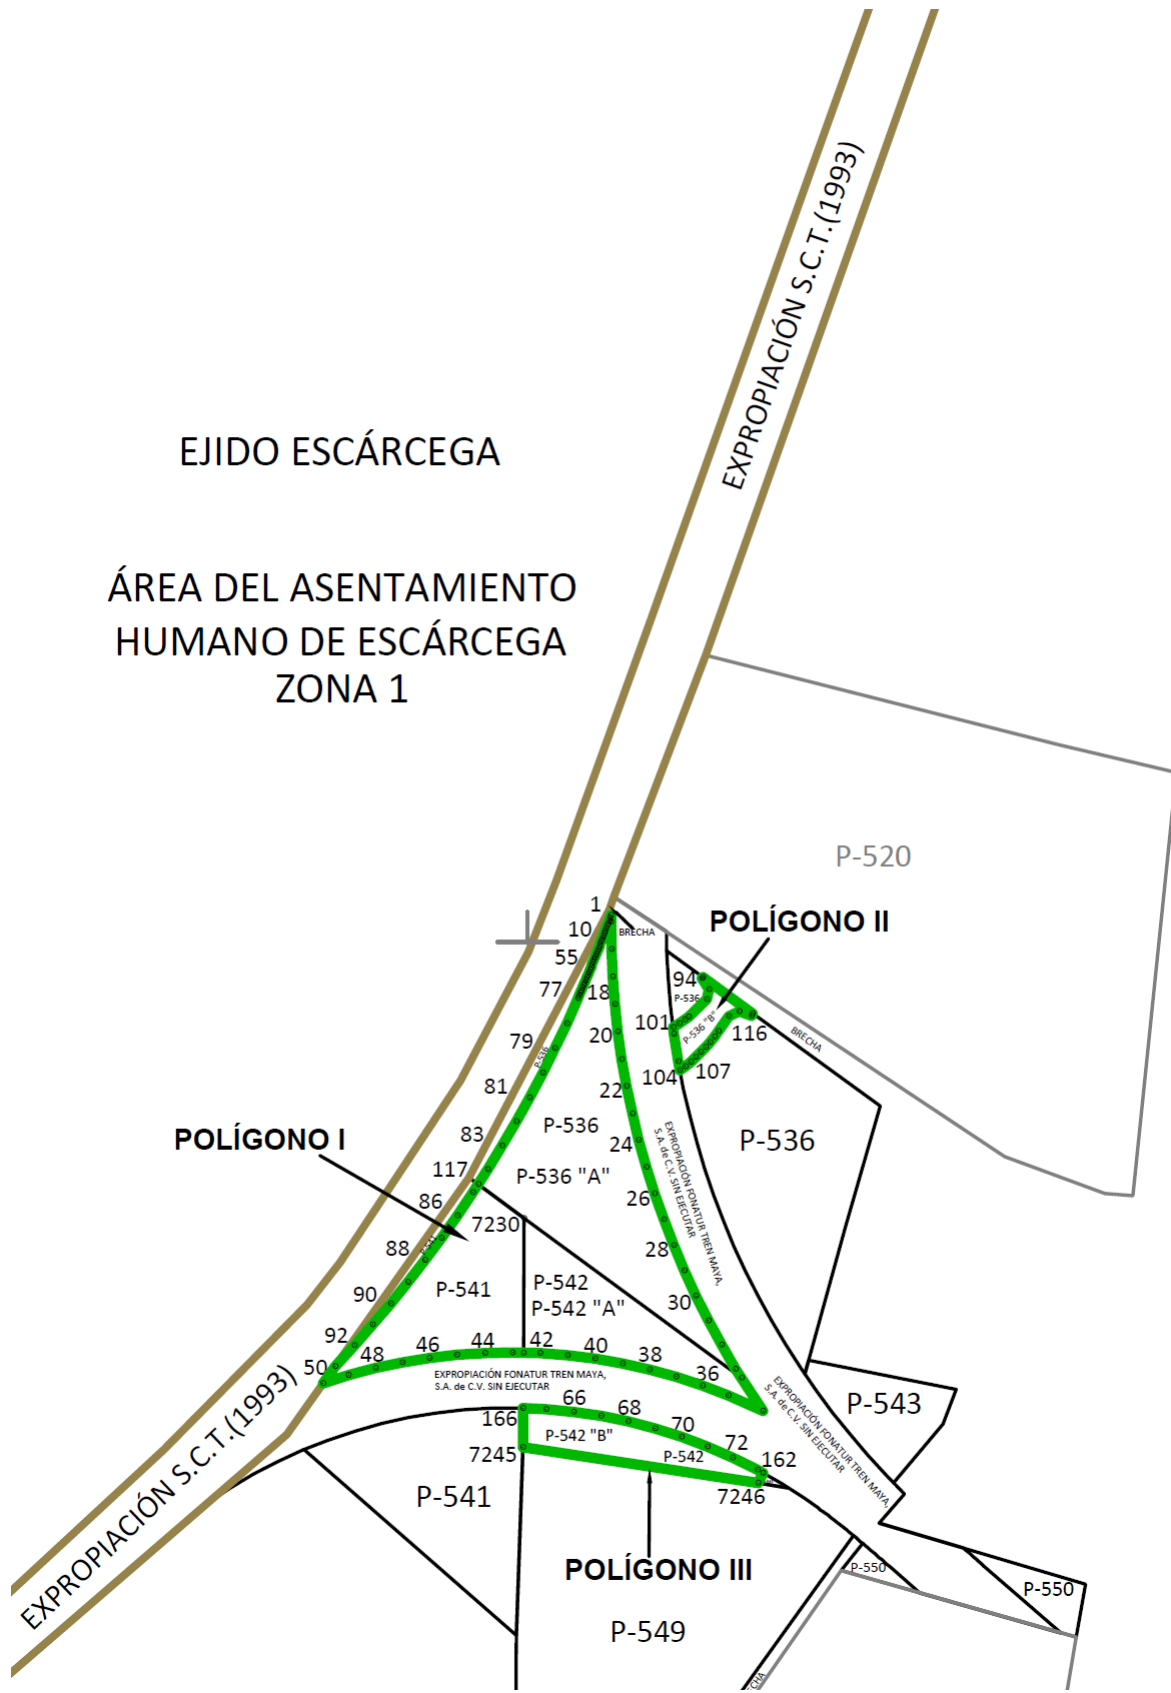 EXPROPIACIÓN S.C.T.(1993)
EJIDO ESCÁRCEGA
ÁREA DEL ASENTAMIENTO
HUMANO DE ESCÁRCEGA
ZONA 1
P-520
1
POLÍGONO II
10
BRECHA
55
94
77
18
P-536
101
P-536 "B"
116
BRECHA
79
20
P-536
104
107
81
22
P-536
EXPROPIACIÓN FONATUR TREN MAYA,
S.A. de C.V. SIN EJECUTAR
P-536
POLÍGONO I
83
24
117
P-536 "A"
86
26
7230
88
P-541
28
P-541
P-542
90
P-542 "A"
30
92
46
44
42
40
50
48
38
36
EXPROPIACIÓN FONATUR TREN MAYA,
S.A. de C.V. SIN EJECUTAR
EXPROPIACIÓN FONATUR TREN MAYA,
S.A. de C.V. SIN EJECUTAR
P-543
EXPROPIACIÓN S.C.T.(1993)
66
166
68
70
P-542 "B"
72
7245
P-542
162
P-541
7246
POLÍGONO III
P-550
P-550
P-549